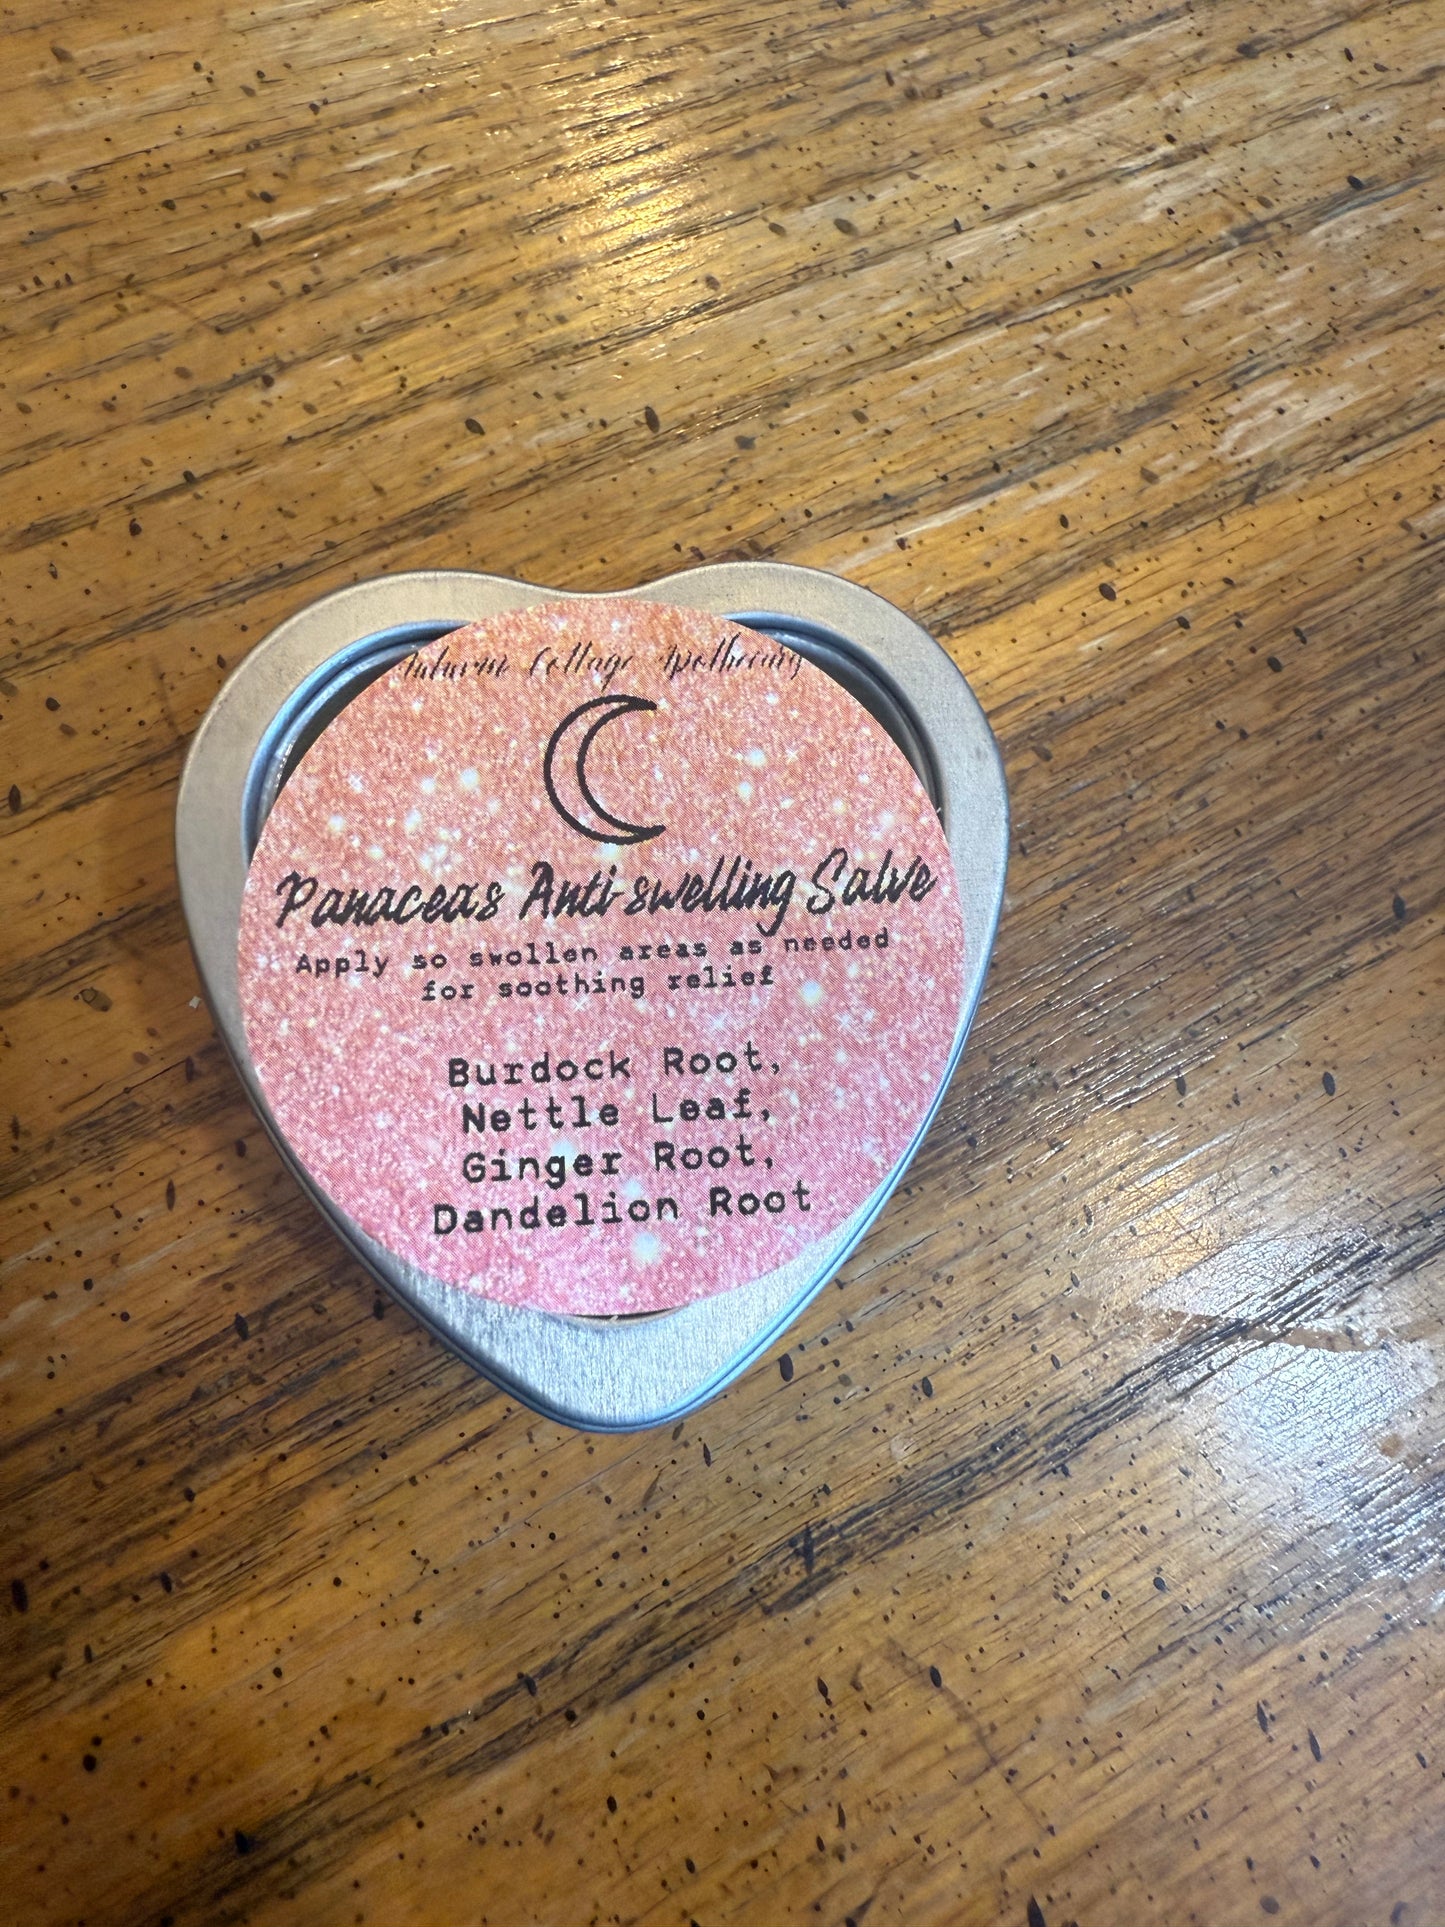 Autumn Cottage Apothecary
Panacea's Anti-swelling Salve
Apply so swollen areas as needed
for soothing relief
Burdock Root,
Nettle Leaf,
Ginger Root,
Dandelion Root